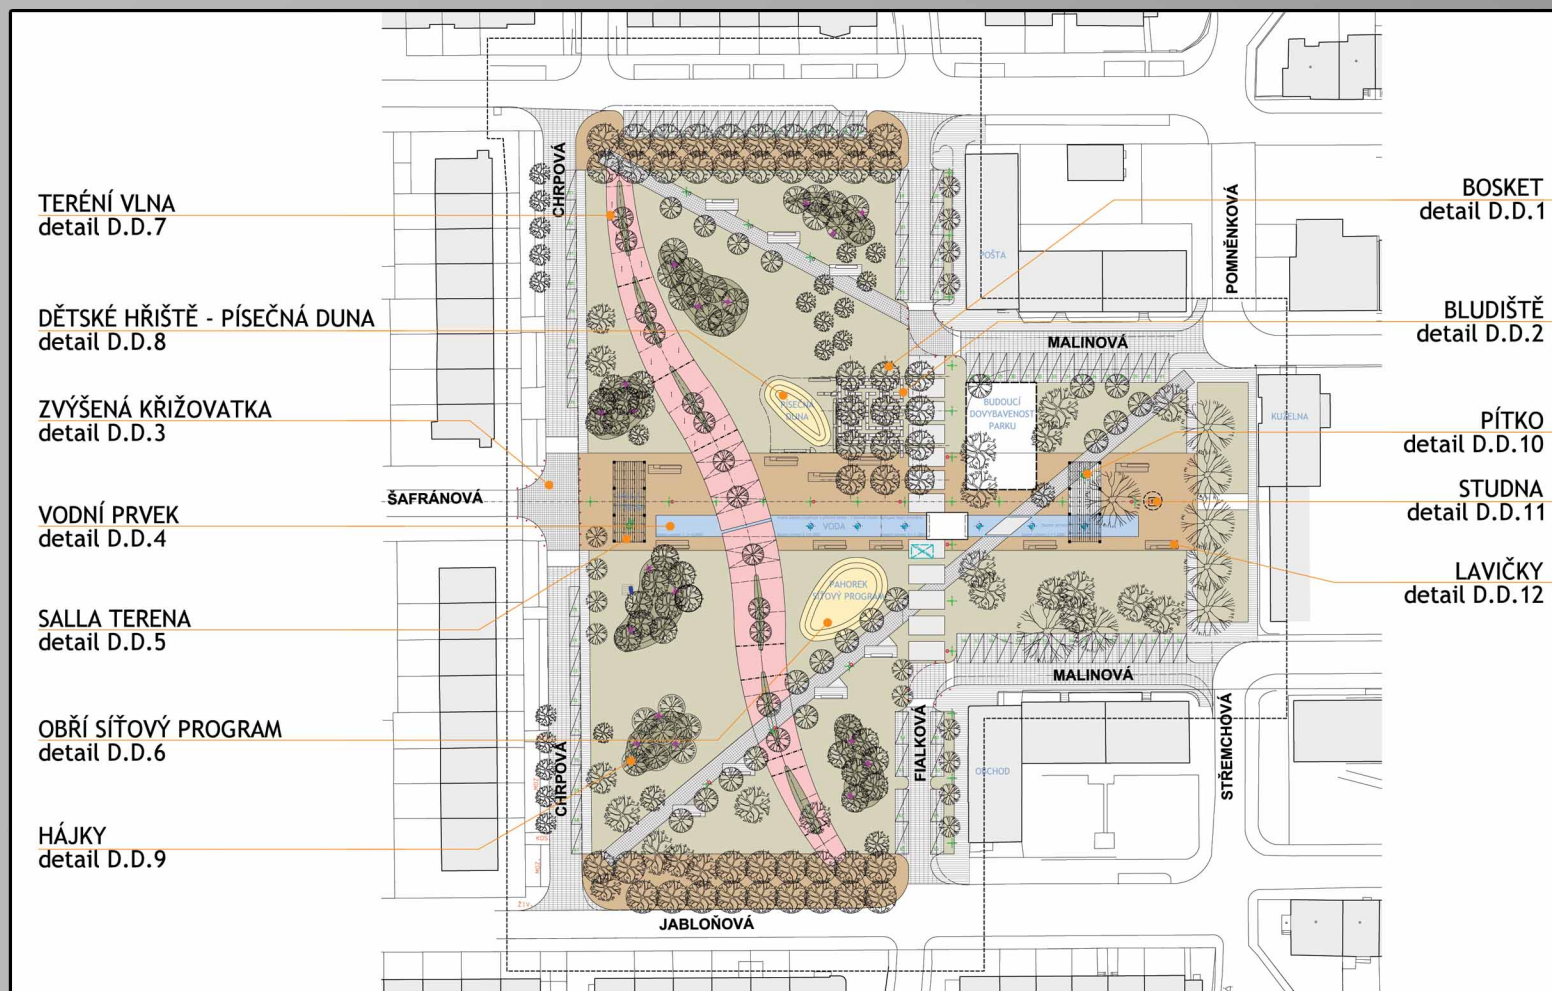 TERÉNÍ VLNA
detail D.D.7
DĚTSKÉ HŘIŠTĚ - PÍSEČNÁ DUNA
detail D.D.8
ZVÝŠENÁ KŘIŽOVATKA
detail D.D.3
VODNÍ PRVEK
detail D.D.4
SALLA TERENA
detail D.D.5
OBŘÍ SÍŤOVÝ PROGRAM
detail D.D.6
HÁJKY
detail D.D.9
CHRPOVÁ
ŠAFRÁNOVÁ
CHRPOVÁ
JABLOŇOVÁ
PÍSEČNÁ
DUNA
VODA
PAHOREK
SÍŤOVÝ PROGRAM
POŠTA
MALINOVÁ
BUDOUCÍ
DOVYBAVENOST
PARKU
KUŽELNA
MALINOVÁ
FIALKOVÁ
OBCHOD
POMNĚNKOVÁ
STŘEMCHOVÁ
BOSKET
detail D.D.1
BLUDIŠTĚ
detail D.D.2
PÍTKO
detail D.D.10
STUDNA
detail D.D.11
LAVIČKY
detail D.D.12